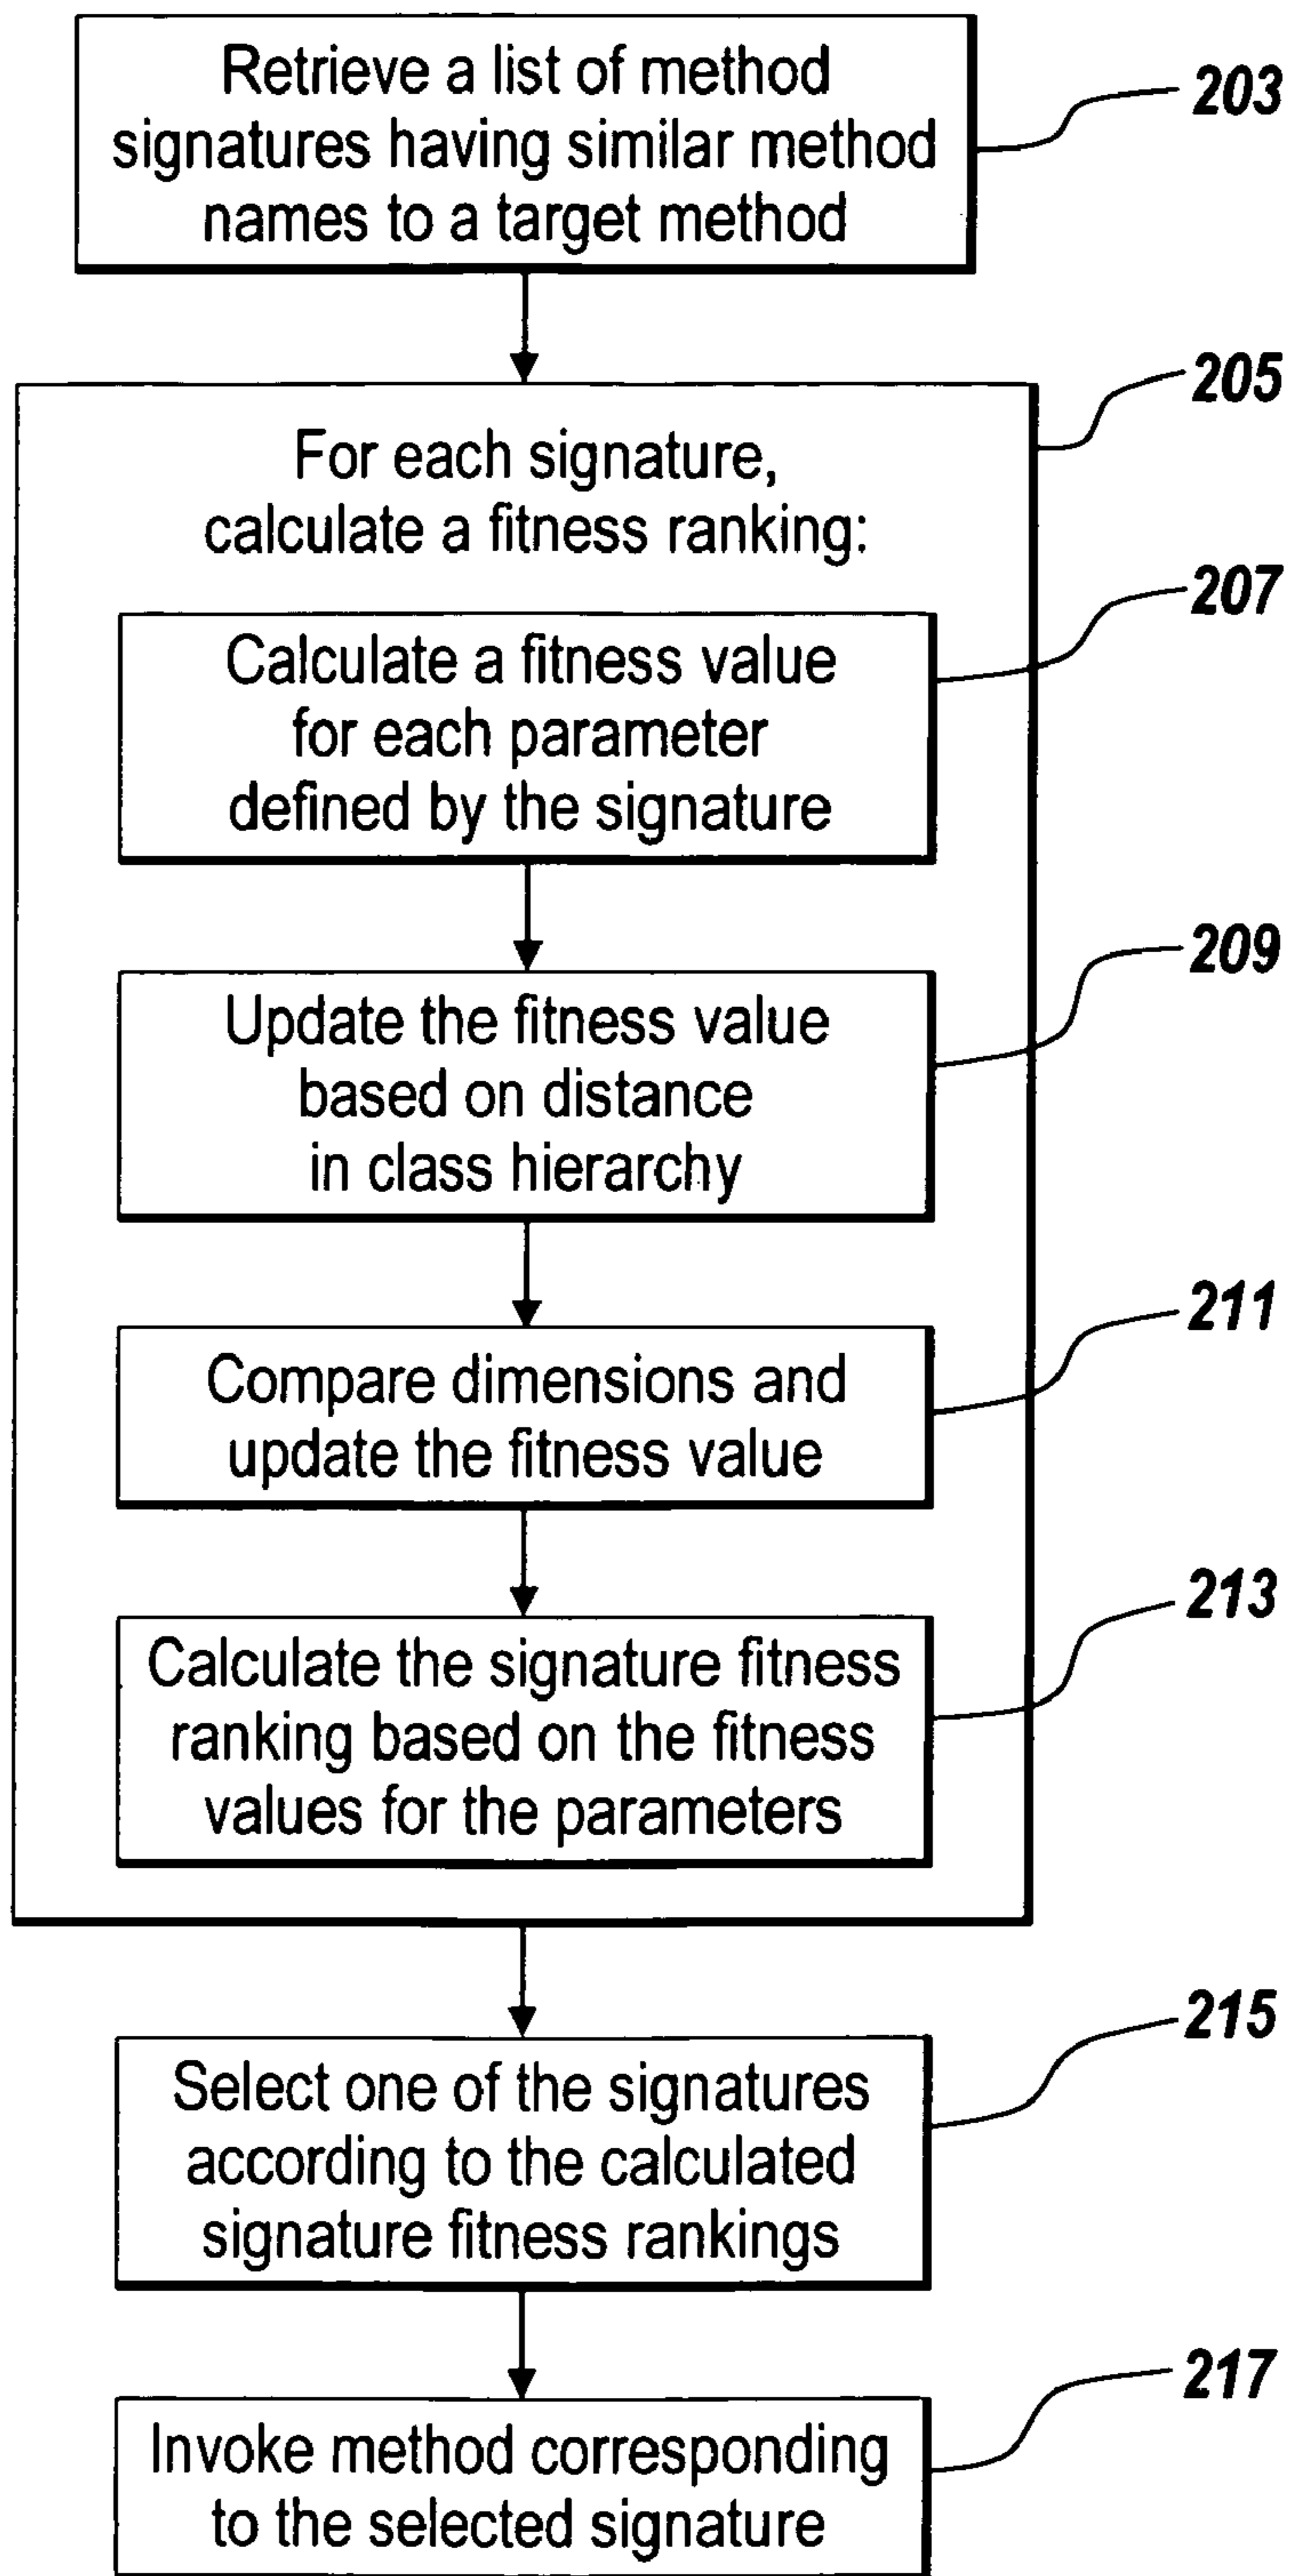 Retrieve a list of method
signatures having similar method
names to a target method
203
205
For each signature,
calculate a fitness ranking:
207
Calculate a fitness value
for each parameter
defined by the signature
209
Update the fitness value
based on distance
in class hierarchy
211
Compare dimensions and
update the fitness value
213
Calculate the signature fitness
ranking based on the fitness
values for the parameters
215
Select one of the signatures
according to the calculated
signature fitness rankings
217
Invoke method corresponding
to the selected signature